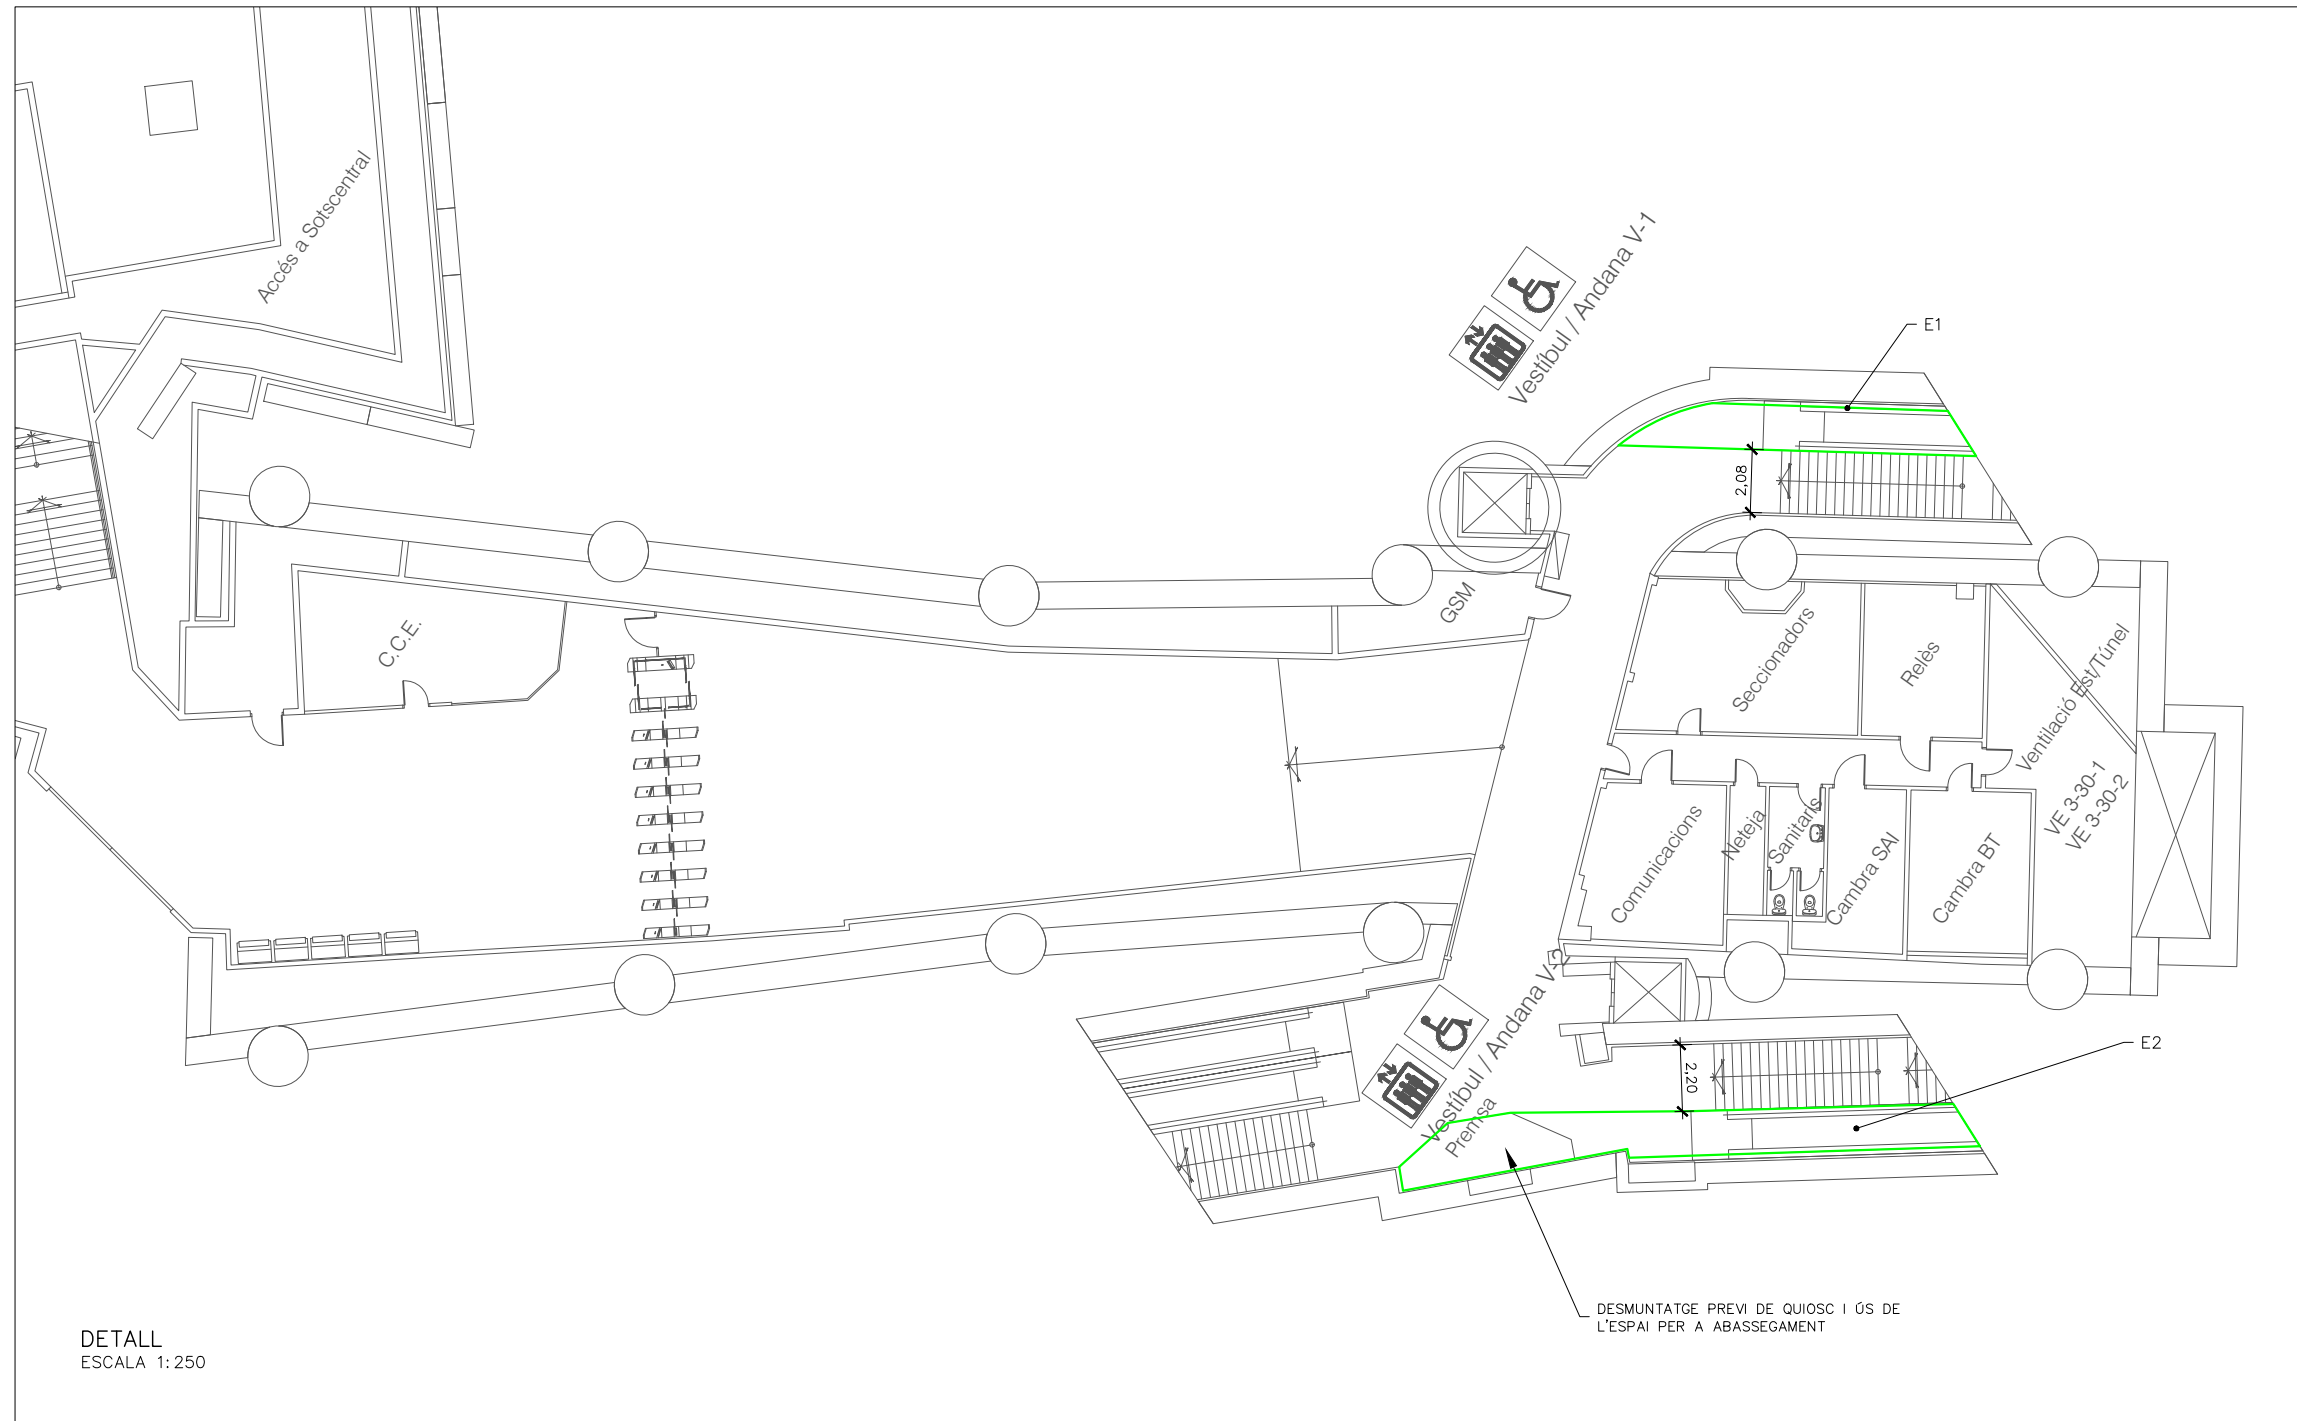 Accés a Sotscentral
Vestíbul / Andana V-1
E1
2,08
GSM
C.C.E.
Seccionadors
Relès
Ventilació Est/Túnel
VE 3-30-1
VE 3-30-2
Comunicacions
Neteja
Sanitaris
Cambra SAI
Cambra BT
Vestíbul / Andana V-2
Premsa
2,20
E2
DESMUNTATGE PREVI DE QUIOSC I ÚS DE
L'ESPAI PER A ABASSEGAMENT
DETALL
ESCALA 1:250